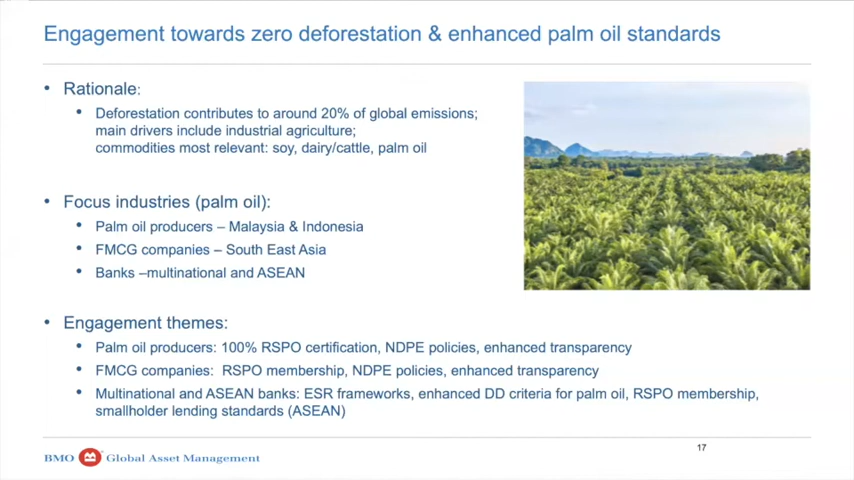 Engagement towards zero deforestation & enhanced palm oil standards
• Rationale:
• Deforestation contributes to around 20% of global emissions;
main drivers include industrial agriculture;
commodities most relevant: soy, dairy/cattle, palm oil
• Focus industries (palm oil):
• Palm oil producers – Malaysia & Indonesia
• FMCG companies – South East Asia
• Banks –multinational and ASEAN
• Engagement themes:
• Palm oil producers: 100% RSPO certification, NDPE policies, enhanced transparency
• FMCG companies:  RSPO membership, NDPE policies, enhanced transparency
• Multinational and ASEAN banks: ESR frameworks, enhanced DD criteria for palm oil, RSPO membership,
smallholder lending standards (ASEAN)
17
BMO Global Asset Management